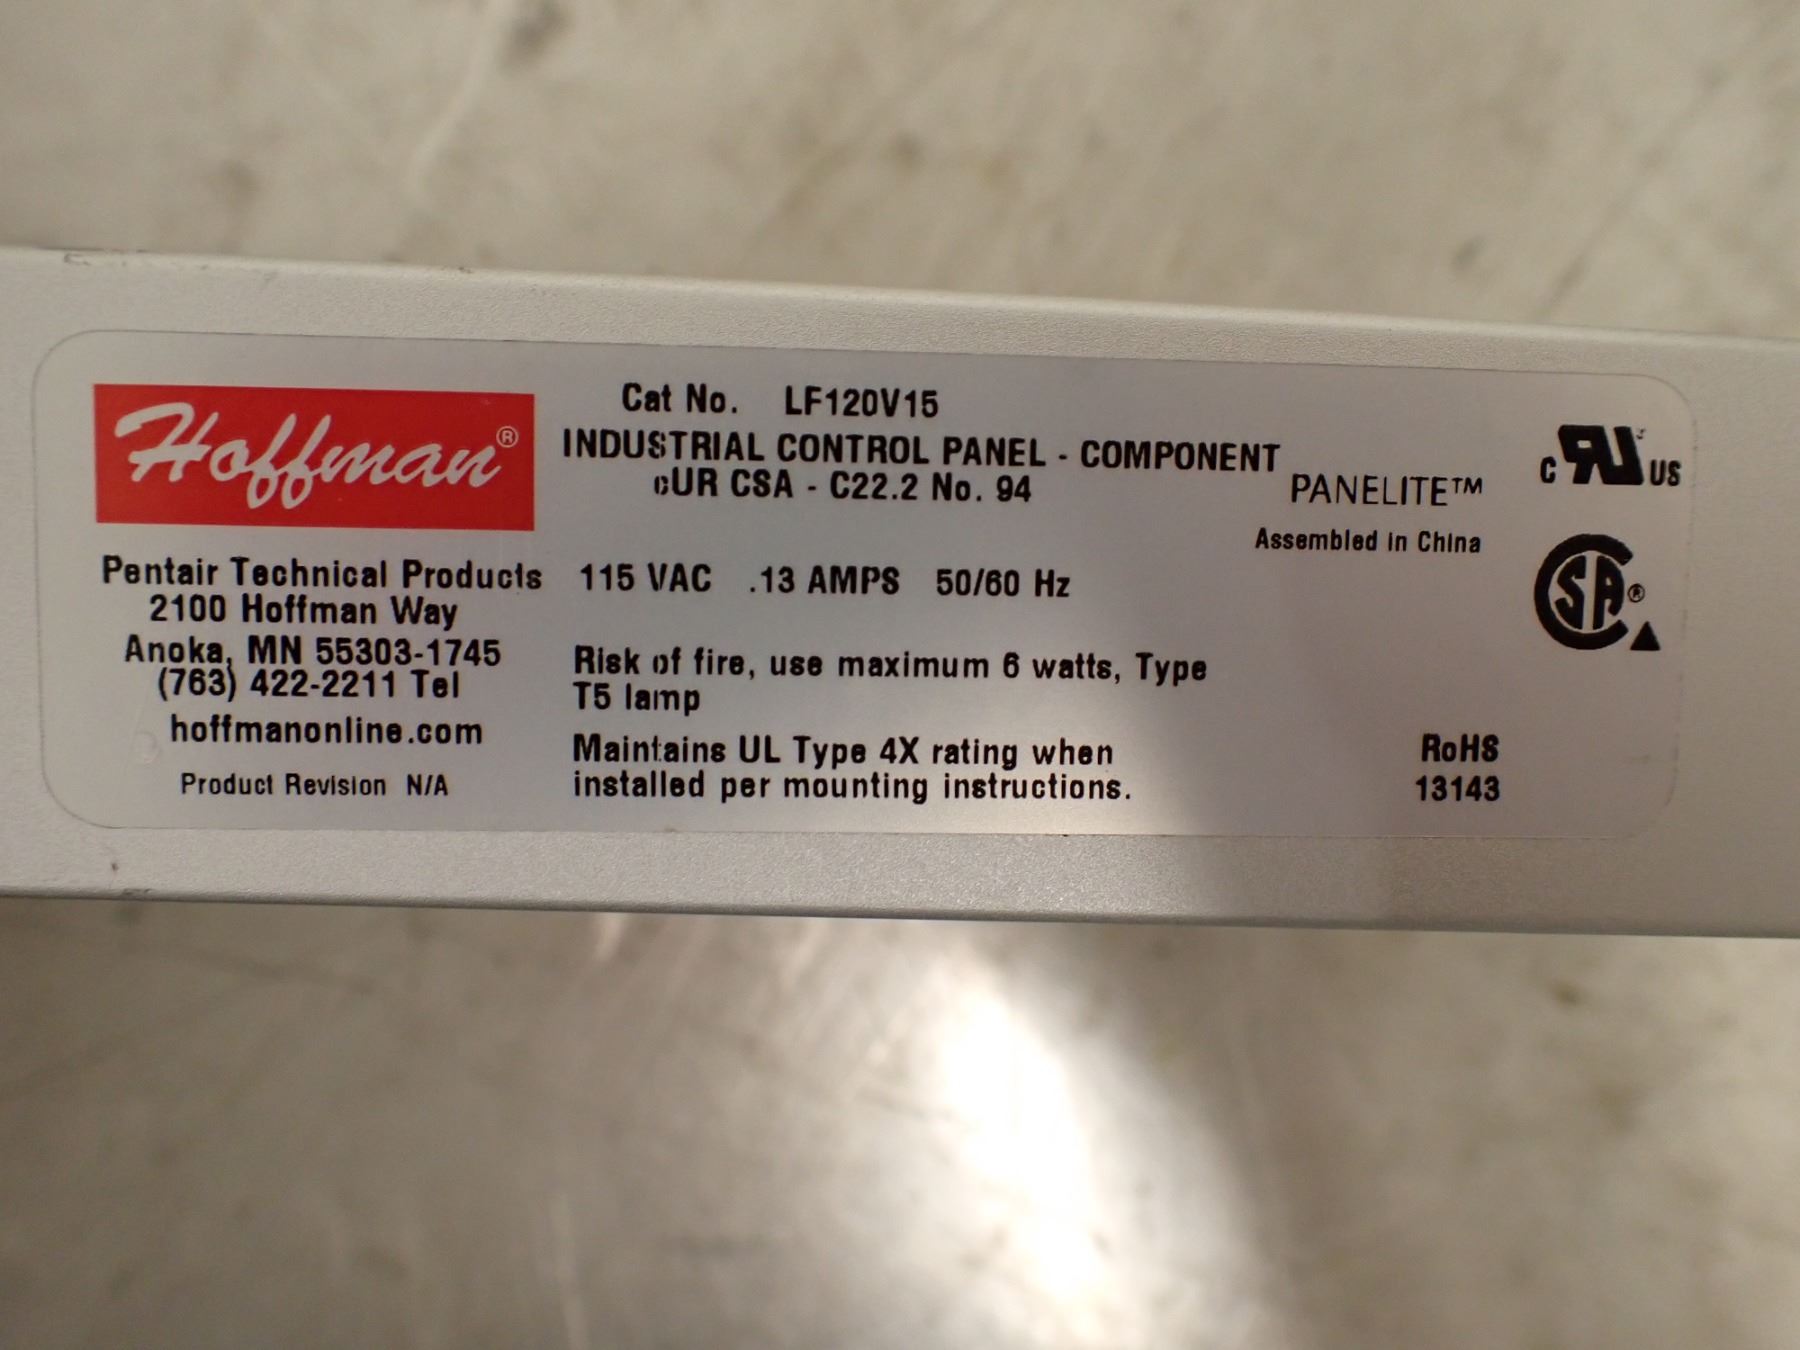 Hoffman®
Cat No. LF120V15
INDUSTRIAL CONTROL PANEL - COMPONENT
cUR CSA - C22.2 No. 94
PANELITE™
Assembled in China
C RU US
SA®
Pentair Technical Products
2100 Hoffman Way
Anoka, MN 55303-1745
(763) 422-2211 Tel
hoffmanonline.com
Product Revision N/A
115 VAC .13 AMPS 50/60 Hz
Risk of fire, use maximum 6 watts, Type
T5 lamp
Maintains UL Type 4X rating when
installed per mounting instructions.
RoHS
13143